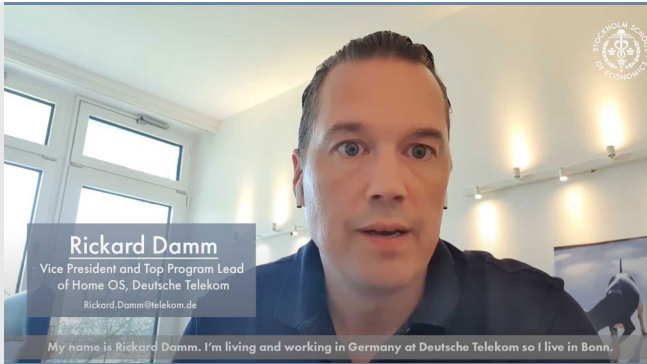 STOCKHOLM SCHOOL
OF ECONOMICS
Rickard Damm
Vice President and Top Program Lead
of Home OS, Deutsche Telekom
Rickard.Damm@telekom.de
My name is Rickard Damm. I'm living and working in Germany at Deutsche Telekom so I live in Bonn.